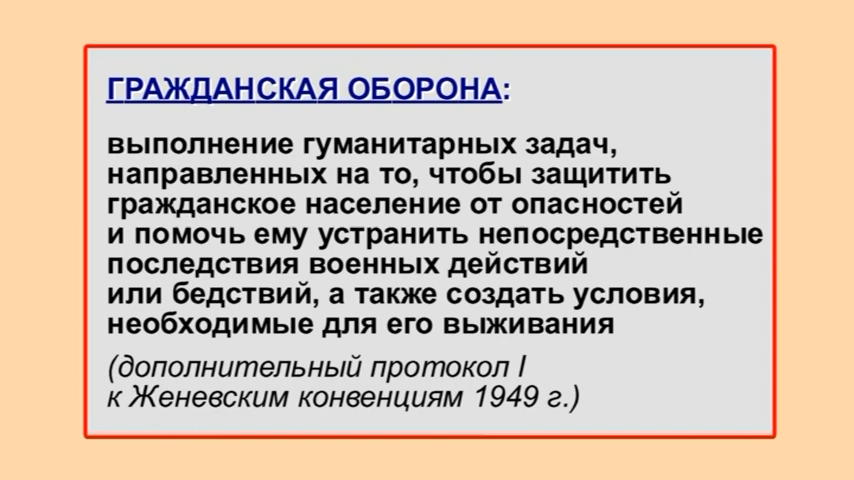 ГРАЖДАНСКАЯ ОБОРОНА:
выполнение гуманитарных задач,
направленных на то, чтобы защитить
гражданское население от опасностей
и помочь ему устранить непосредственные
последствия военных действий
или бедствий, а также создать условия,
необходимые для его выживания
(дополнительный протокол I
к Женевским конвенциям 1949 г.)